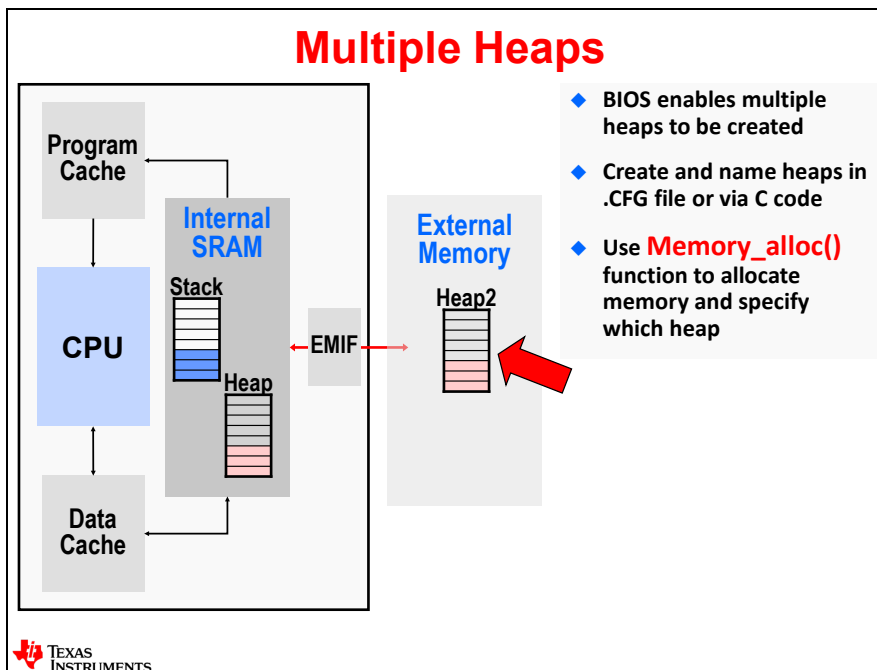 Multiple Heaps
Program
Cache
CPU
Data
Cache
Internal
SRAM
Stack
Heap
EMIF
External
Memory
Heap2
BIOS enables multiple
heaps to be created
Create and name heaps in
.CFG file or via C code
Use Memory_alloc()
function to allocate
memory and specify
which heap
TEXAS
INSTRUMENTS